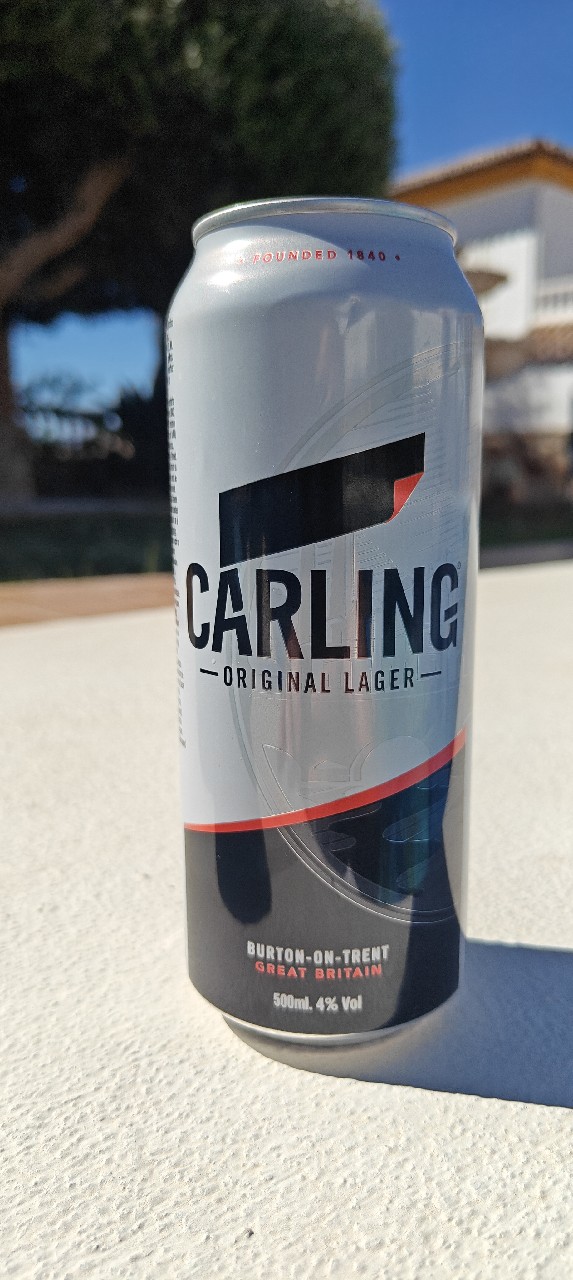 • FOUNDED 1840 •
CARLING®
ORIGINAL LAGER
BURTON-ON-TRENT
GREAT BRITAIN
500ml. 4% Vol